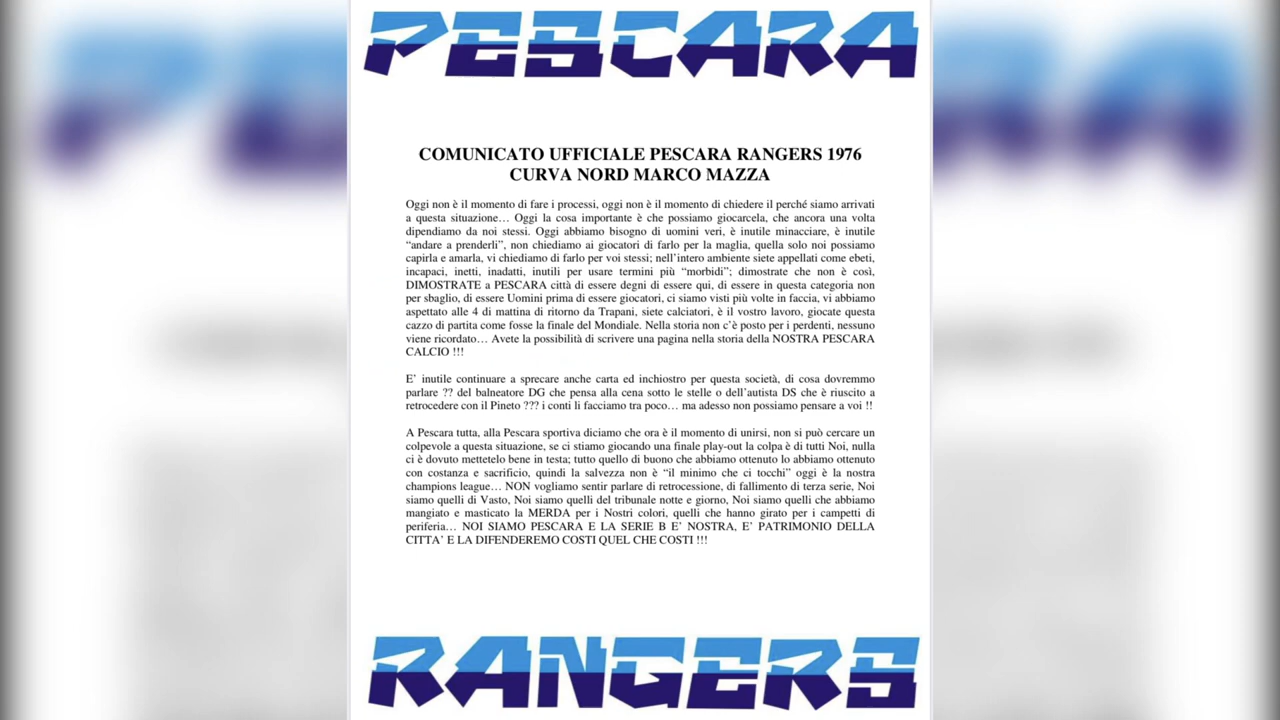 PESCARA
COMUNICATO UFFICIALE PESCARA RANGERS 1976
CURVA NORD MARCO MAZZA
Oggi non è il momento di fare i processi, oggi non è il momento di chiedere il perché siamo arrivati
a questa situazione… Oggi la cosa importante è che possiamo giocarcela, che ancora una volta
dipendiamo da noi stessi. Oggi abbiamo bisogno di uomini veri, è inutile minacciare, è inutile
“andare a prenderli”, non chiediamo ai giocatori di farlo per la maglia, quella solo noi possiamo
capirla e amarla, vi chiediamo di farlo per voi stessi; nell’intero ambiente siete appellati come ebeti,
incapaci, inetti, inadatti, inutili per usare termini più “morbidi”; dimostrate che non è così,
DIMOSTRATE a PESCARA città di essere degni di essere qui, di essere in questa categoria non
per sbaglio, di essere Uomini prima di essere giocatori, ci siamo visti più volte in faccia, vi abbiamo
aspettato alle 4 di mattina di ritorno da Trapani, siete calciatori, è il vostro lavoro, giocate questa
cazzo di partita come fosse la finale del Mondiale. Nella storia non c’è posto per i perdenti, nessuno
viene ricordato… Avete la possibilità di scrivere una pagina nella storia della NOSTRA PESCARA
CALCIO !!!
E’ inutile continuare a sprecare anche carta ed inchiostro per questa società, di cosa dovremmo
parlare ?? del balneatore DG che pensa alla cena sotto le stelle o dell’autista DS che è riuscito a
retrocedere con il Pineto ??? i conti li facciamo tra poco… ma adesso non possiamo pensare a voi !!
A Pescara tutta, alla Pescara sportiva diciamo che ora è il momento di unirsi, non si può cercare un
colpevole a questa situazione, se ci stiamo giocando una finale play-out la colpa è di tutti Noi, nulla
ci è dovuto mettetelo bene in testa; tutto quello di buono che abbiamo ottenuto lo abbiamo ottenuto
con costanza e sacrificio, quindi la salvezza non è “il minimo che ci tocchi” oggi è la nostra
champions league… NON vogliamo sentir parlare di retrocessione, di fallimento di terza serie, Noi
siamo quelli di Vasto, Noi siamo quelli del tribunale notte e giorno, Noi siamo quelli che abbiamo
mangiato e masticato la MERDA per i Nostri colori, quelli che hanno girato per i campetti di
periferia… NOI SIAMO PESCARA E LA SERIE B E’ NOSTRA, E’ PATRIMONIO DELLA
CITTA’ E LA DIFENDEREMO COSTI QUEL CHE COSTI !!!
RANGERS